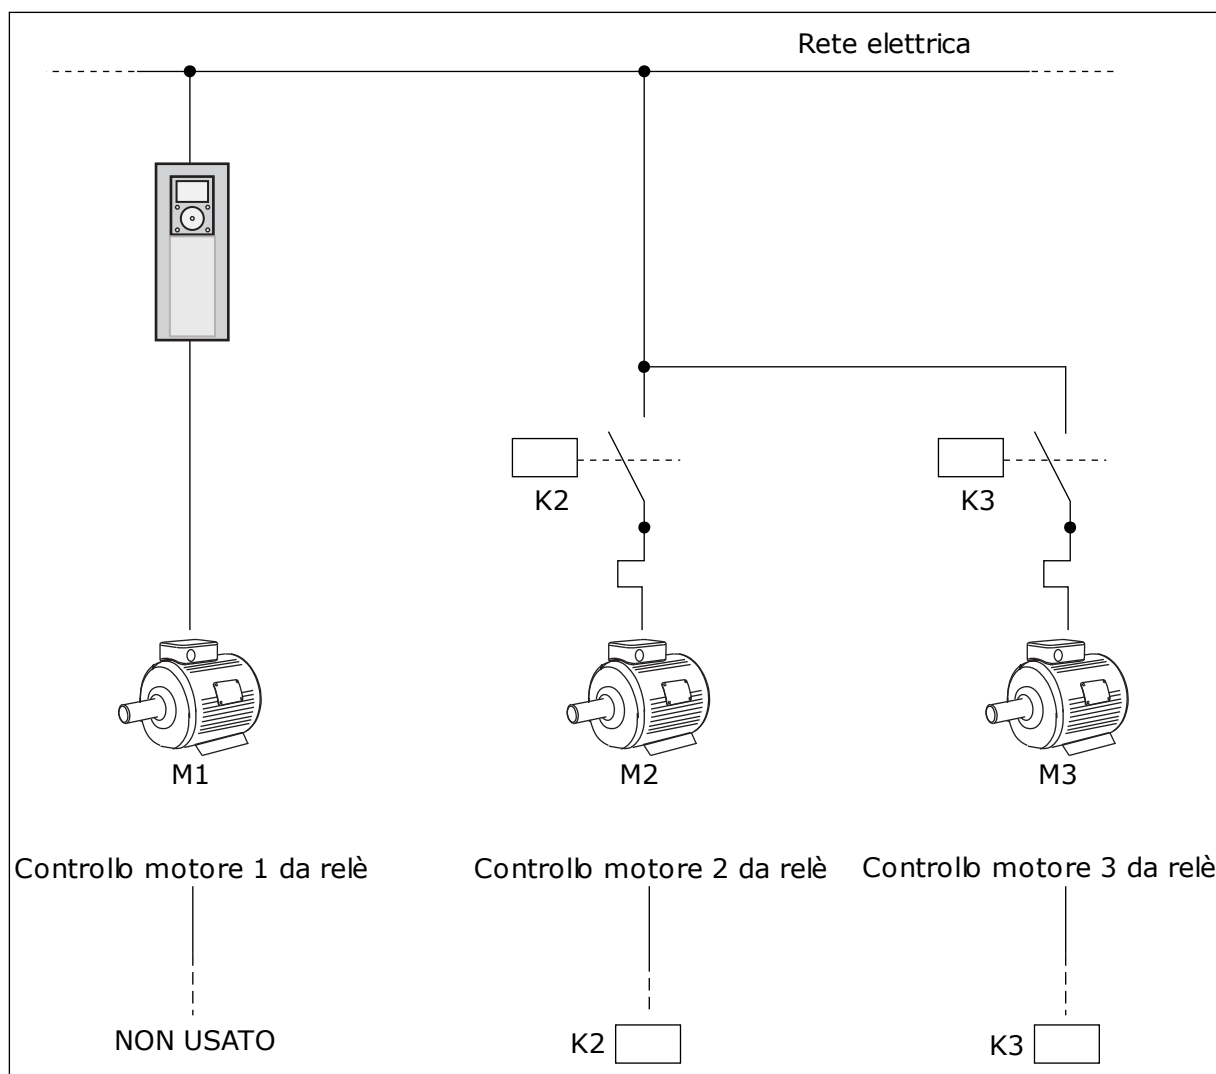 Rete elettrica
K2
K3
M1
M2
M3
Controllo motore 1 da relè
Controllo motore 2 da relè
Controllo motore 3 da relè
NON USATO
K2
K3